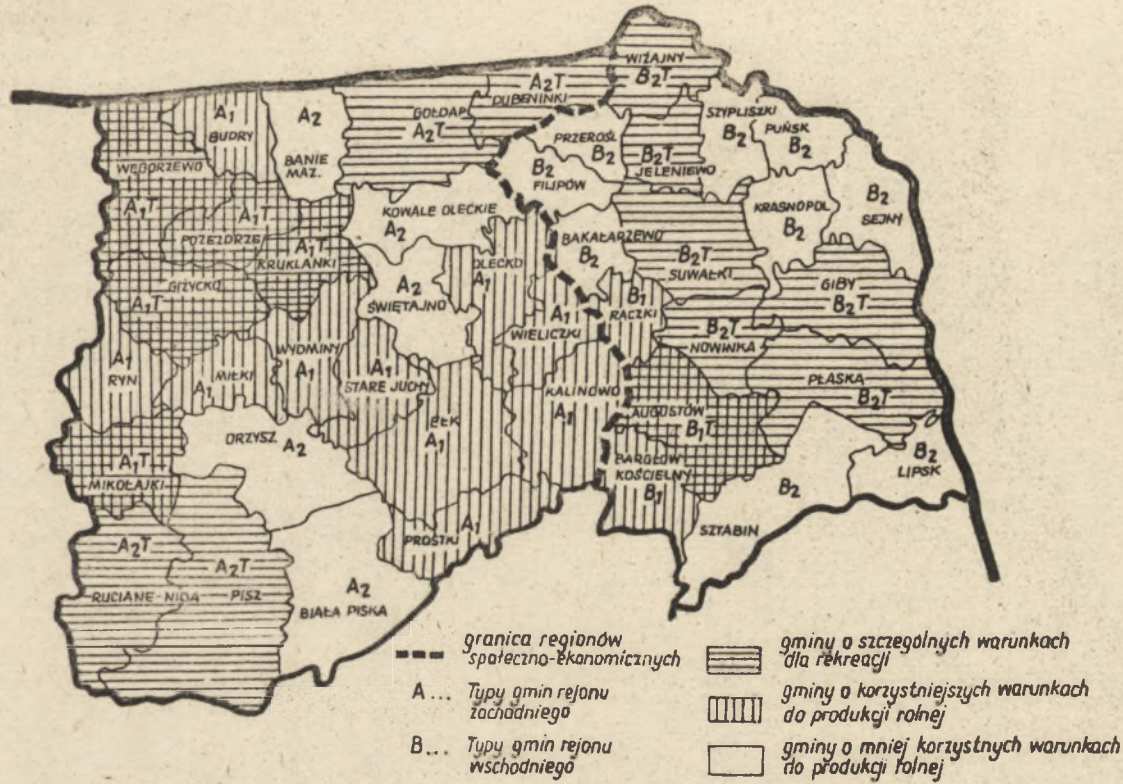 WIŻAJNY
B2T
A2T
DUBENINKI
GOŁDAP
A2T
A1
BUDRY
A2
BANIE
MAZ.
WĘGORZEWO
A1T
SZYPLISZKI
B2
PUŃSK
B2
PRZEROŚL
B2
B2T
JELENIEWO
B2
FILIPÓW
KRASNOPOL
B2
B2
SEJNY
A1T
POZEZDRZE
A1T
KRUKLANKI
KOWALE OLECKIE
A2
OLECKO
A1
BAKAŁARZEWO
B2
B2T
SUWAŁKI
GIŻYCKO
A1T
A2
ŚWIĘTAJNO
A1
WIELICZKI
B1
RACZKI
GIBY
B2T
B2T
NOWINKA
WYDMINY
A1
A1
RYN
MIŁKI
A1
A1
STARE JUCHY
KALINOWO
A1
PŁASKA
B2T
EŁK
A1
AUGUSTÓW
B1T
ORZYSZ
A2
A1T
MIKOŁAJKI
BARGŁÓW
KOŚCIELNY
B1
B2
LIPSK
B2
SZTABIN
A1
PROSTKI
A2T
RUCIANE-NIDA
A2T
PISZ
A2
BIAŁA PISKA
granica regionów
społeczno-ekonomicznych
A... Typy gmin rejonu
zachodniego
B... Typy gmin rejonu
wschodniego
gminy o szczególnych warunkach
dla rekreacji
gminy o korzystniejszych warunkach
do produkcji rolnej
gminy o mniej korzystnych warunkach
do produkcji rolnej